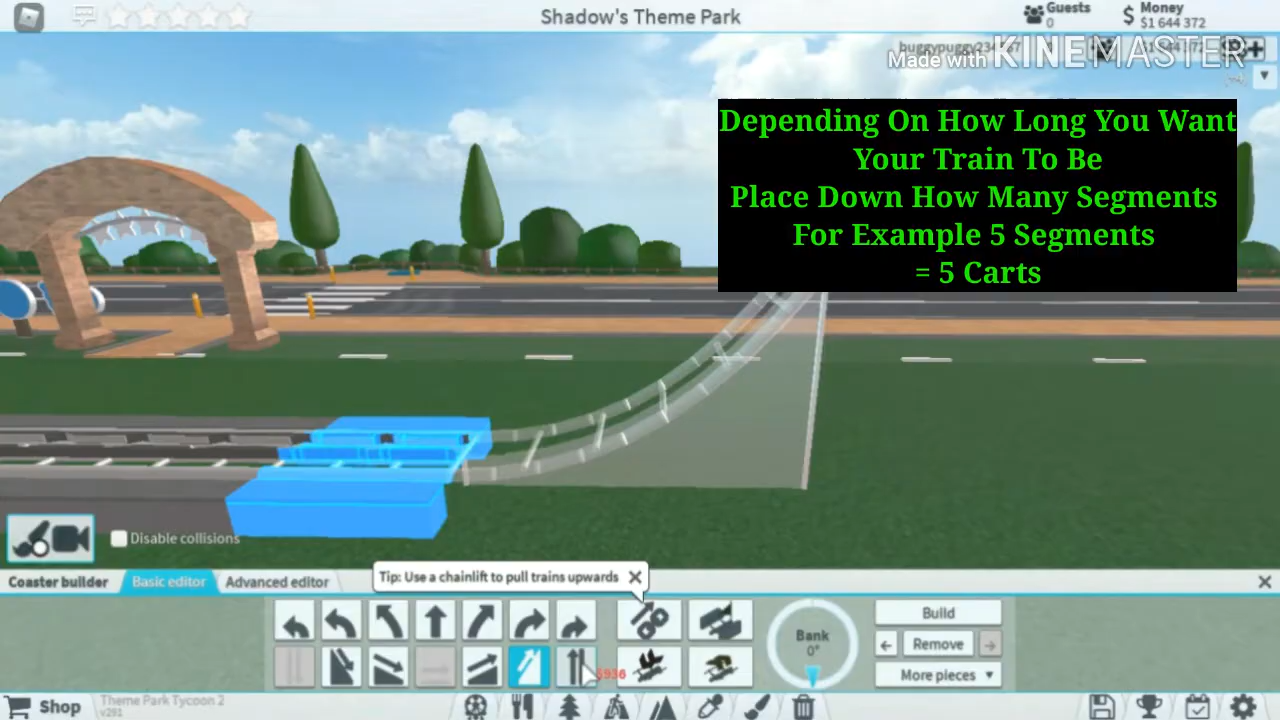 Shadow's Theme Park
Guests
0
$ Money
$1 644 372
Made with KINEMASTER
Depending On How Long You Want
Your Train To Be
Place Down How Many Segments
For Example 5 Segments
= 5 Carts
Disable collisions
Coaster builder
Basic editor
Advanced editor
Tip: Use a chainlift to pull trains upwards
Bank
0°
Build
Remove
More pieces
$936
Shop
Theme Park Tycoon 2
v291